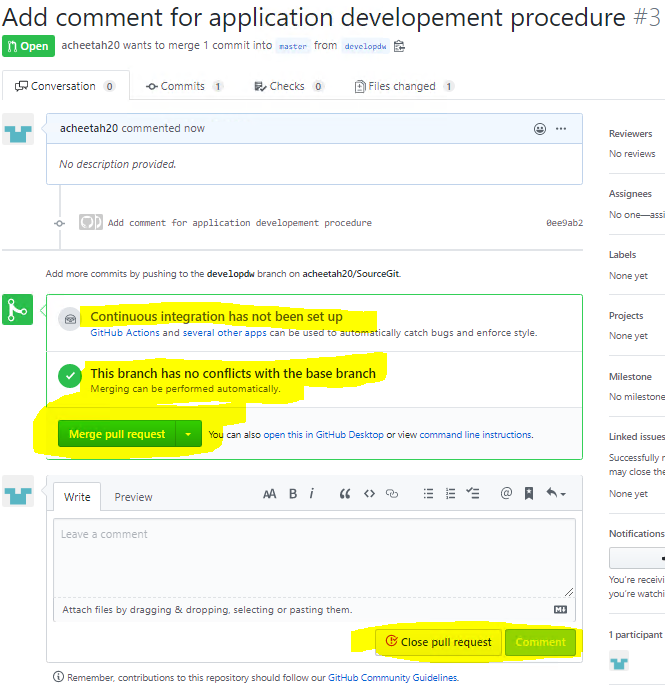 Add comment for application developement procedure #3
Open acheetah20 wants to merge 1 commit into master from developdw
Conversation 0 Commits 1 Checks 0 Files changed 1
acheetah20 commented now
No description provided.
Add comment for application developement procedure 0ee9ab2
Add more commits by pushing to the developdw branch on acheetah20/SourceGit.
Continuous integration has not been set up
GitHub Actions and several other apps can be used to automatically catch bugs and enforce style.
This branch has no conflicts with the base branch
Merging can be performed automatically.
Merge pull request You can also open this in GitHub Desktop or view command line instructions.
Write Preview AA B i @
Leave a comment
Attach files by dragging & dropping, selecting or pasting them.
Close pull request Comment
Remember, contributions to this repository should follow our GitHub Community Guidelines.
Reviewers
No reviews
Assignees
No one—assi
Labels
None yet
Projects
None yet
Milestone
No milestone
Linked issues
Successfully m
may close the
None yet
Notifications
You're receivi
you're watchi
1 participant